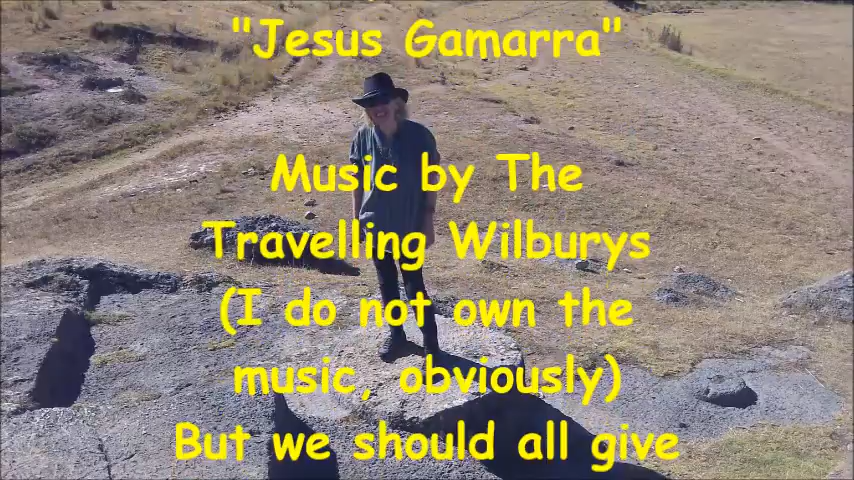 "Jesus Gamarra"
Music by The
Travelling Wilburys
(I do not own the
music, obviously)
But we should all give